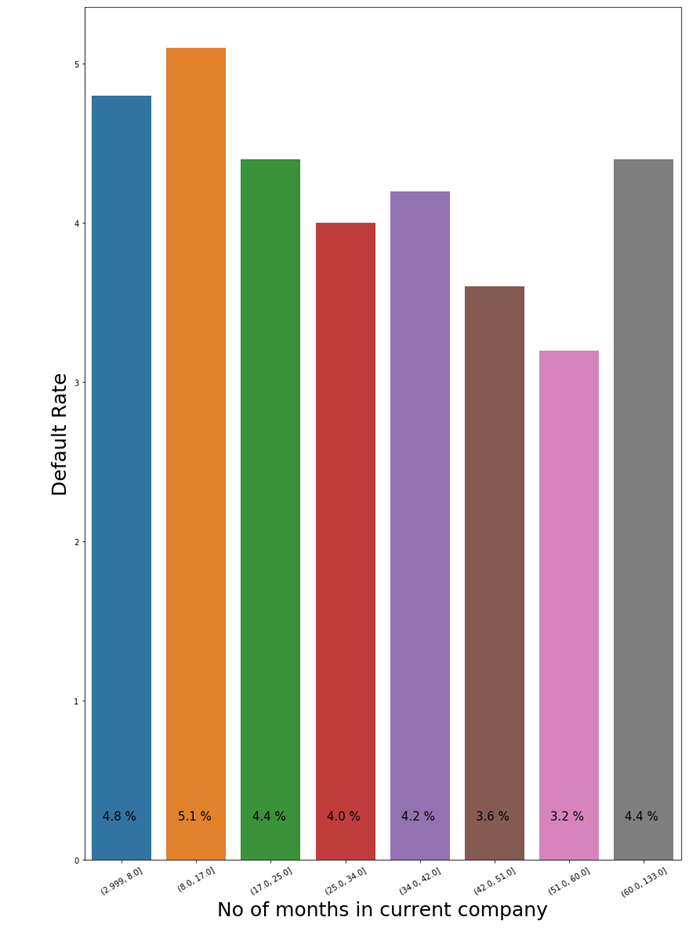 Default Rate
5
4
3
2
1
0
4.8 % 5.1 % 4.4 % 4.0 % 4.2 % 3.6 % 3.2 % 4.4 %
(2.999, 8.0] (8.0, 17.0] (17.0, 25.0] (25.0, 34.0] (34.0, 42.0] (42.0, 51.0] (51.0, 60.0] (60.0, 133.0]
No of months in current company